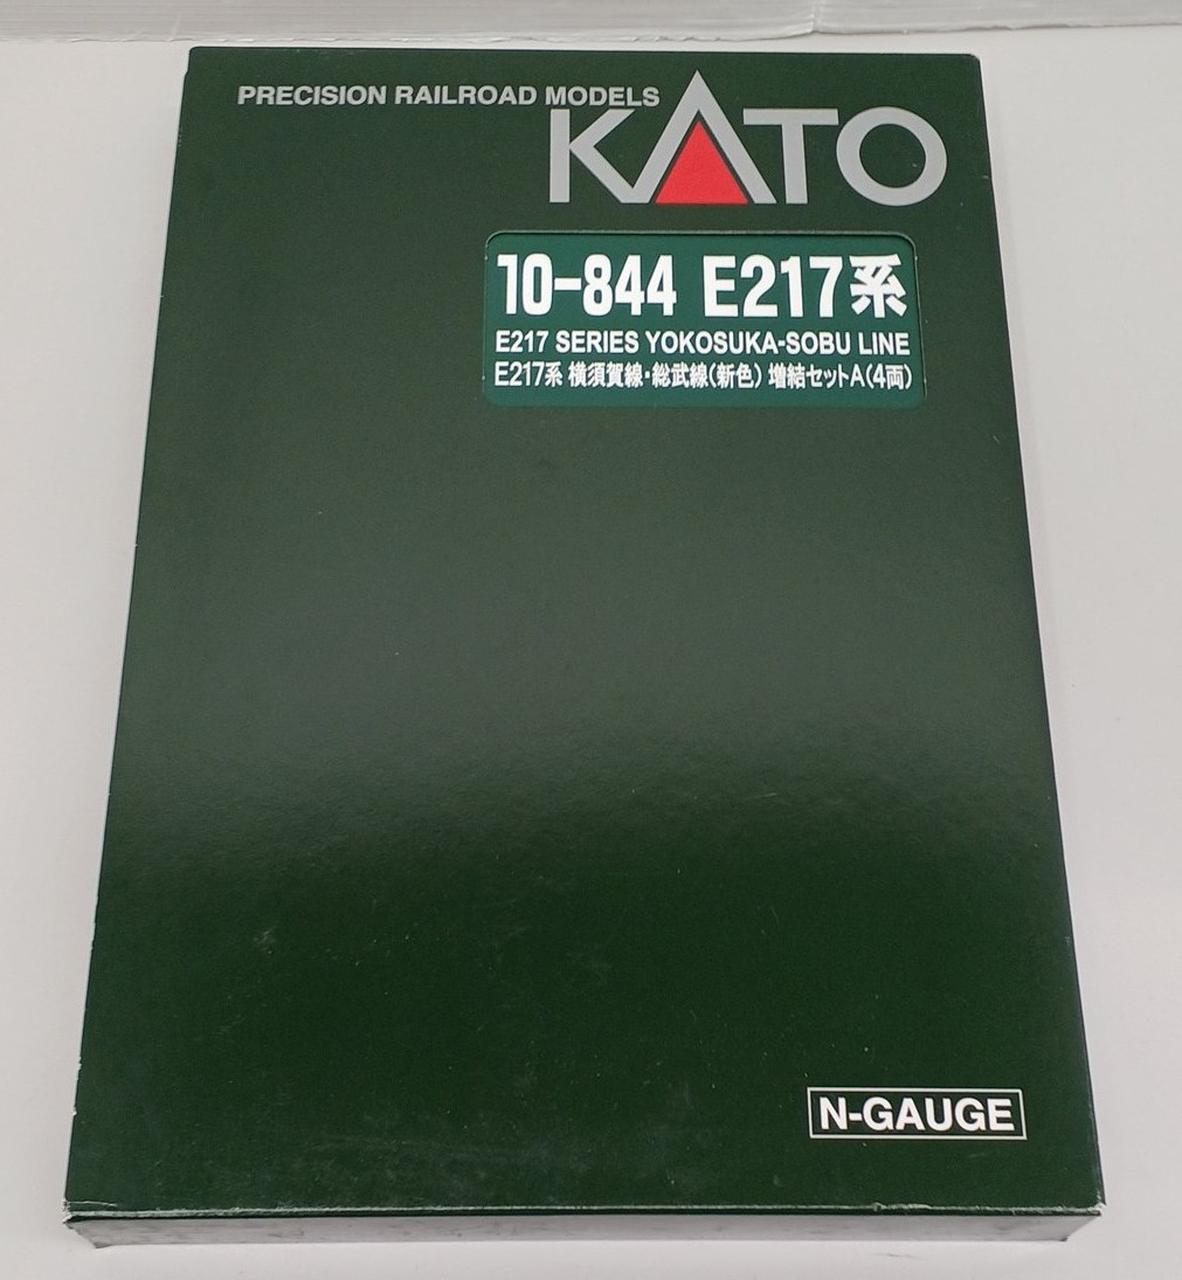 PRECISION RAILROAD MODELS
KATO
10-844 E217系
E217 SERIES YOKOSUKA-SOBU LINE
E217系 横須賀線・総武線(新色) 増結セットA(4両)
N-GAUGE